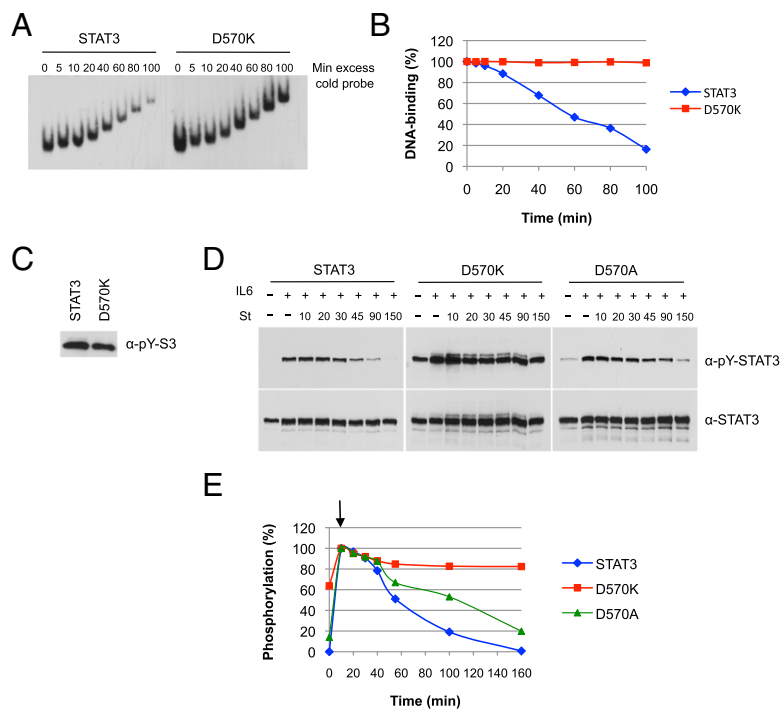 A
STAT3 D570K
0 5 10 20 40 60 80 100 0 5 10 20 40 60 80 100
Min excess
cold probe
B
DNA-binding (%)
120
100
80
60
40
20
0
0 20 40 60 80 100
Time (min)
STAT3
D570K
C
STAT3
D570K
α-pY-S3
D
STAT3 D570K D570A
IL6 – + + + + + + + – + + + + + + + – + + + + + + +
St – – 10 20 30 45 90 150 – – 10 20 30 45 90 150 – – 10 20 30 45 90 150
α-pY-STAT3
α-STAT3
E
Phosphorylation (%)
120
100
80
60
40
20
0
0 20 40 60 80 100 120 140 160
Time (min)
STAT3
D570K
D570A